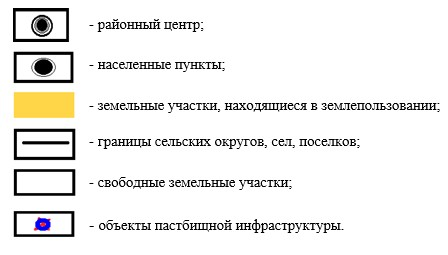 - районный центр;
- населенные пункты;
- земельные участки, находящиеся в землепользовании;
- границы сельских округов, сел, поселков;
- свободные земельные участки;
- объекты пастбищной инфраструктуры.